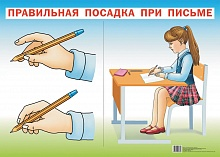 ПРАВИЛЬНАЯ ПОСАДКА ПРИ ПИСЬМЕ